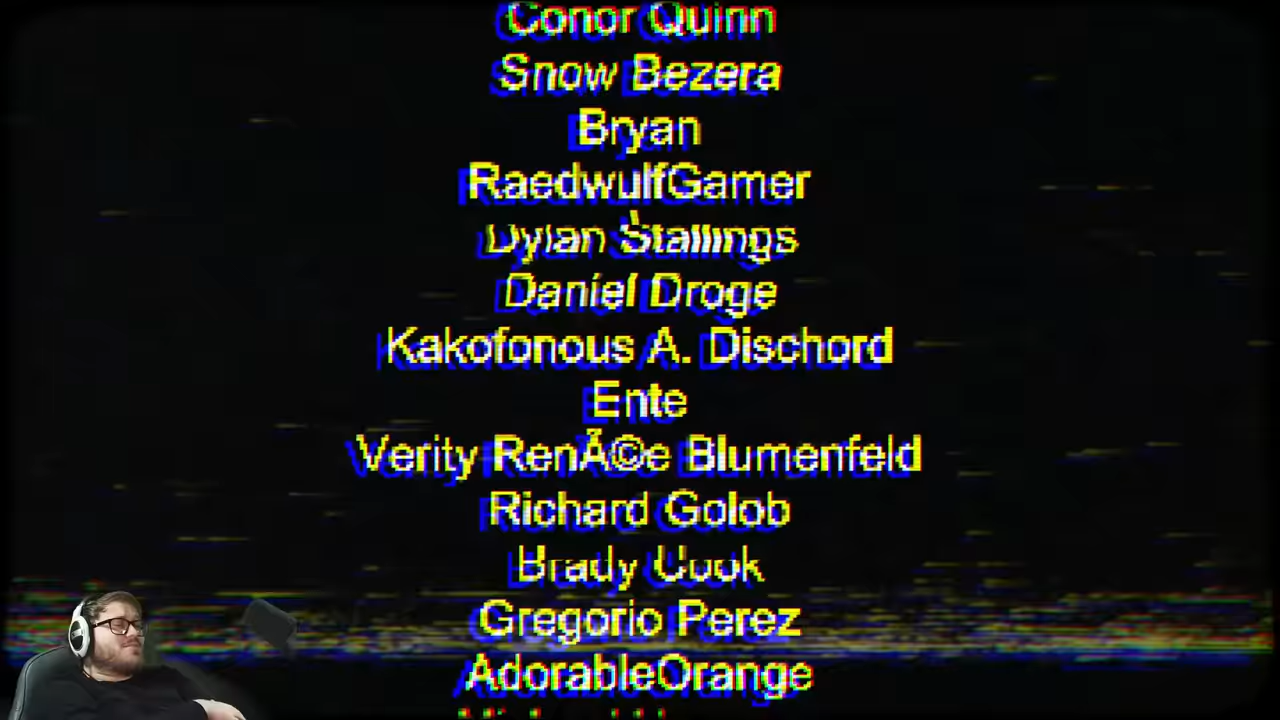 Conor Quinn
Snow Bezera
Bryan
RaedwulfGamer
Dylan Stallings
Daniel Droge
Kakofonous A. Dischord
Ente
Verity RenÃ©e Blumenfeld
Richard Golob
Brady Cook
Gregorio Perez
AdorableOrange